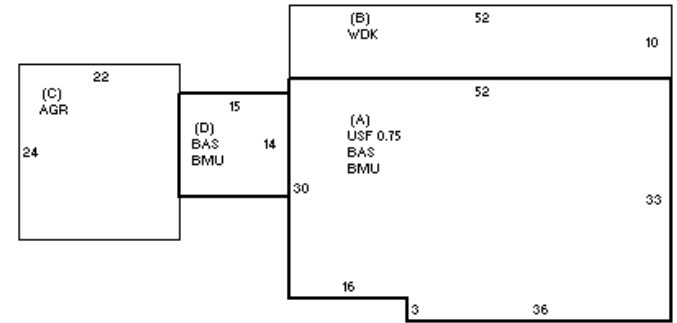 (B)
WDK
52
10
22
(C)
AGR
24
15
(D)
BAS
BMU
14
52
(A)
USF 0.75
BAS
BMU
30
33
16
3
36